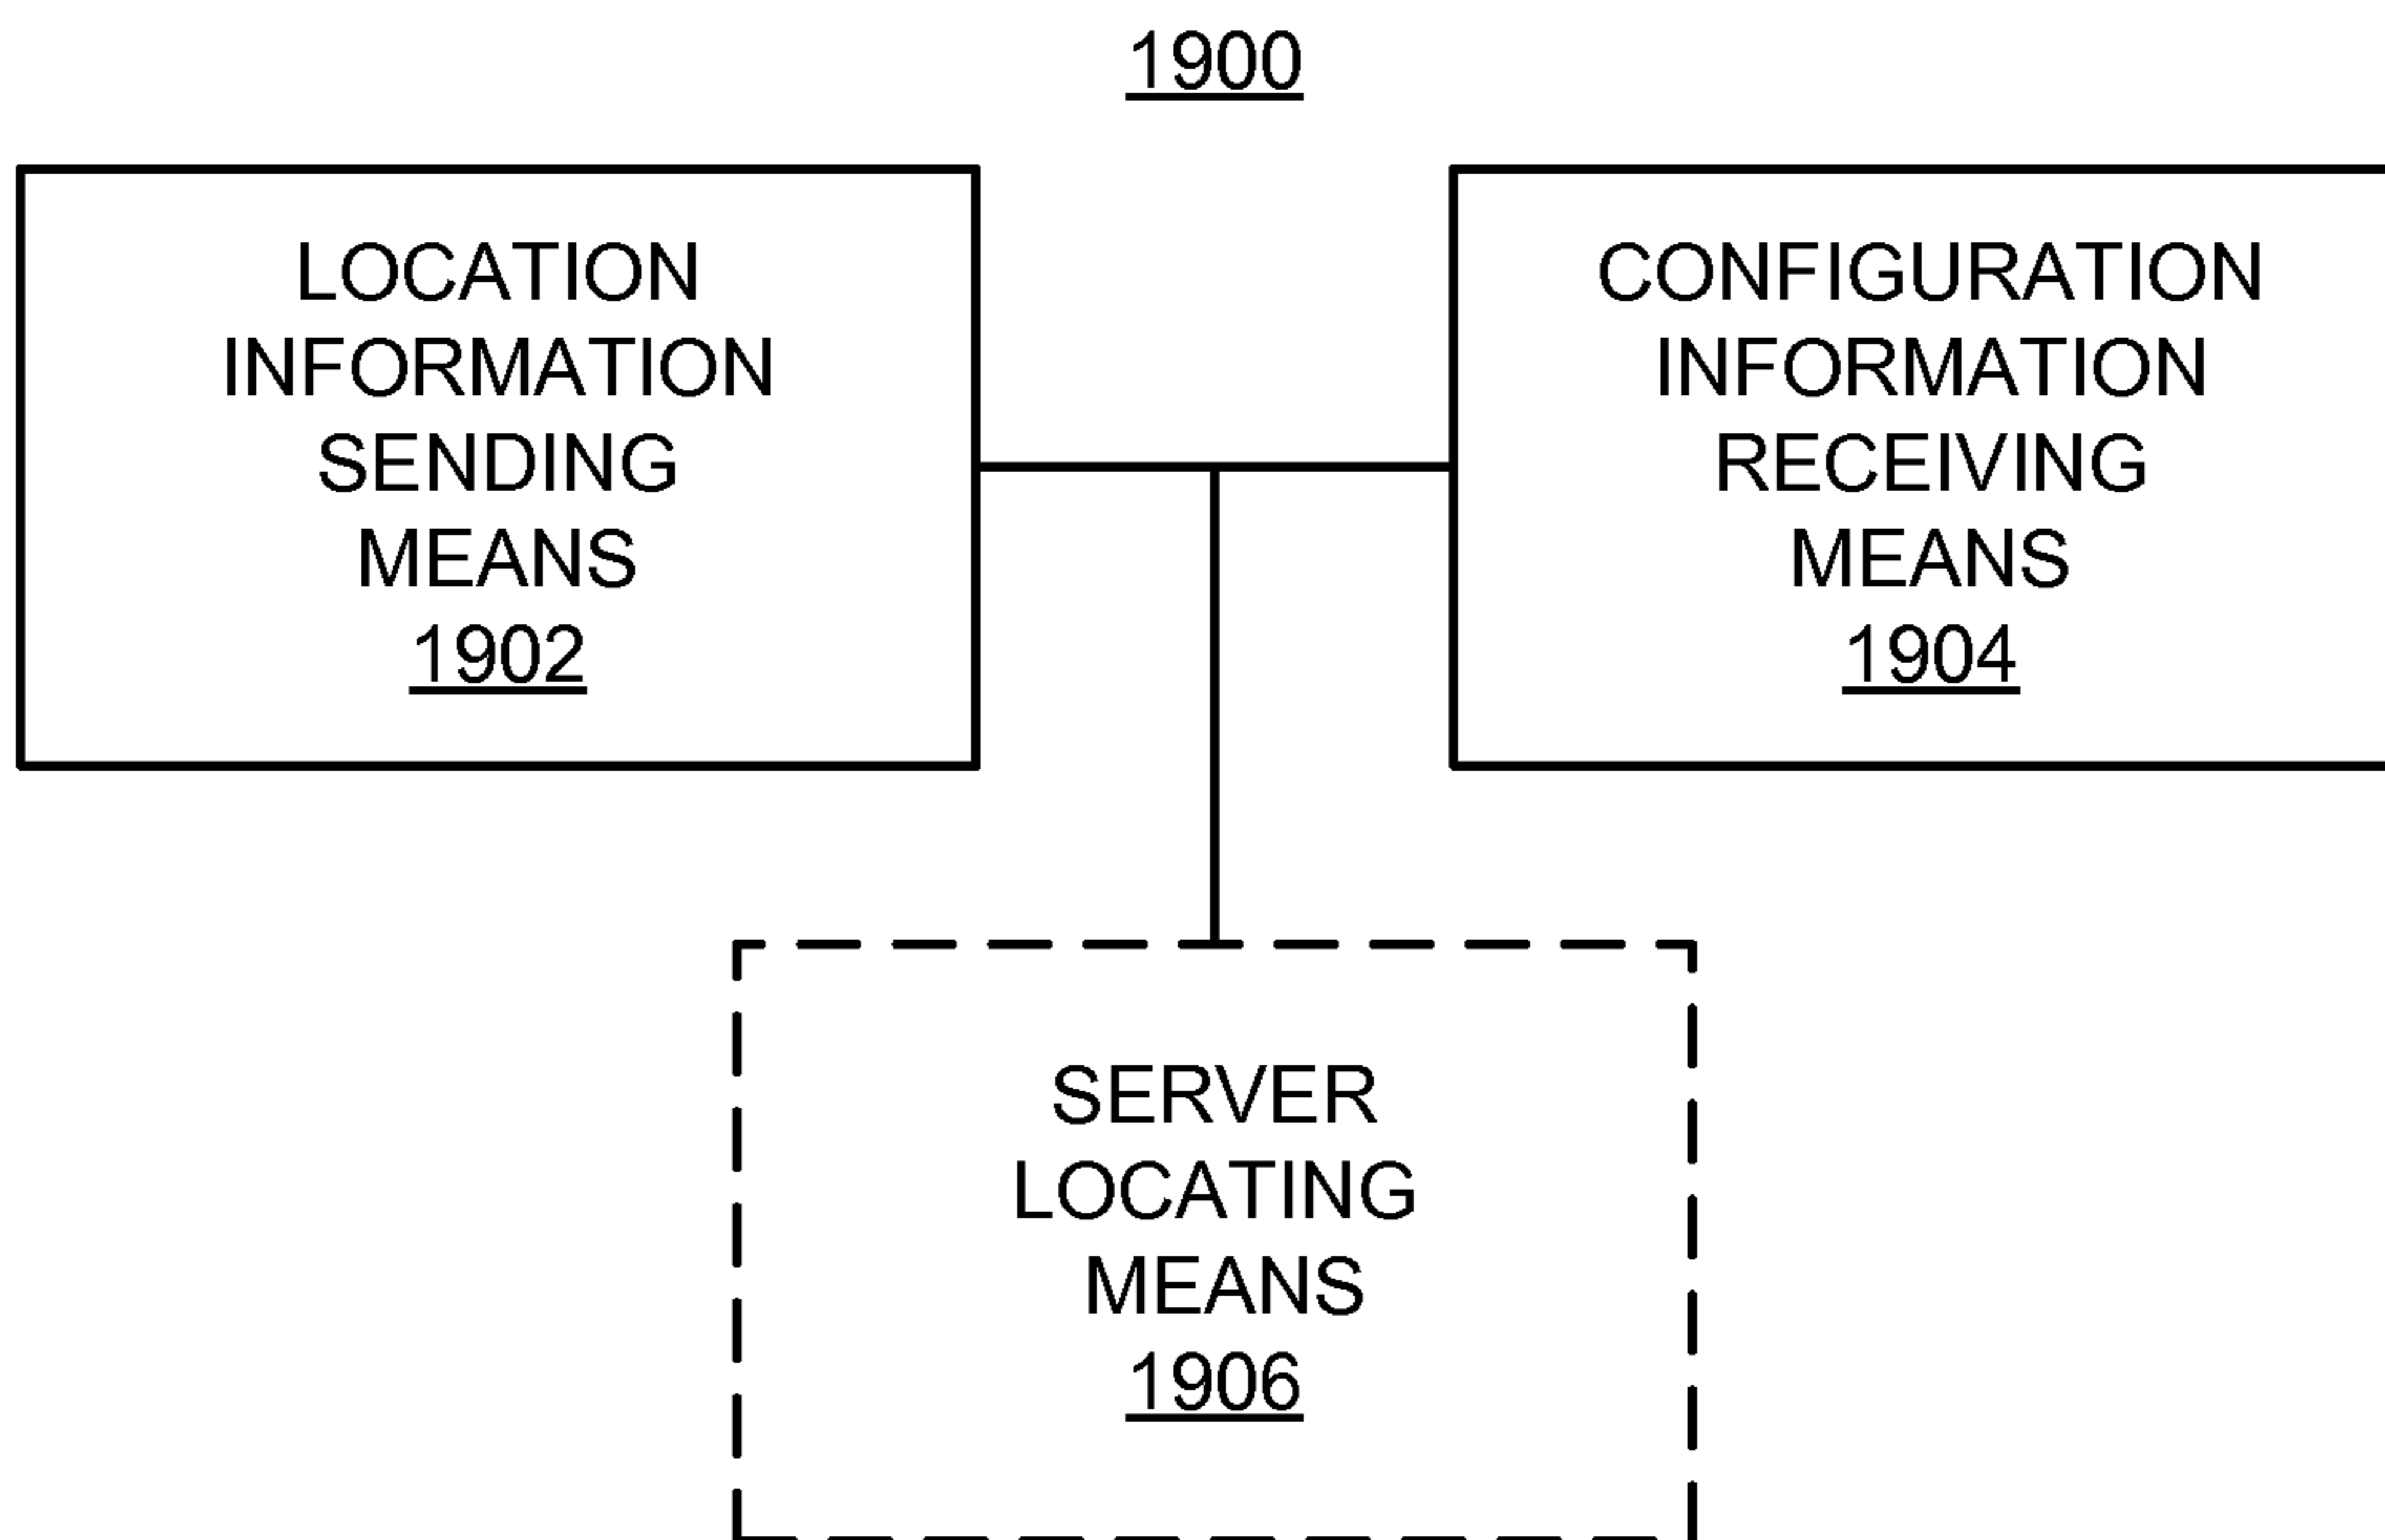 1900
LOCATION
INFORMATION
SENDING
MEANS
1902
CONFIGURATION
INFORMATION
RECEIVING
MEANS
1904
SERVER
LOCATING
MEANS
1906